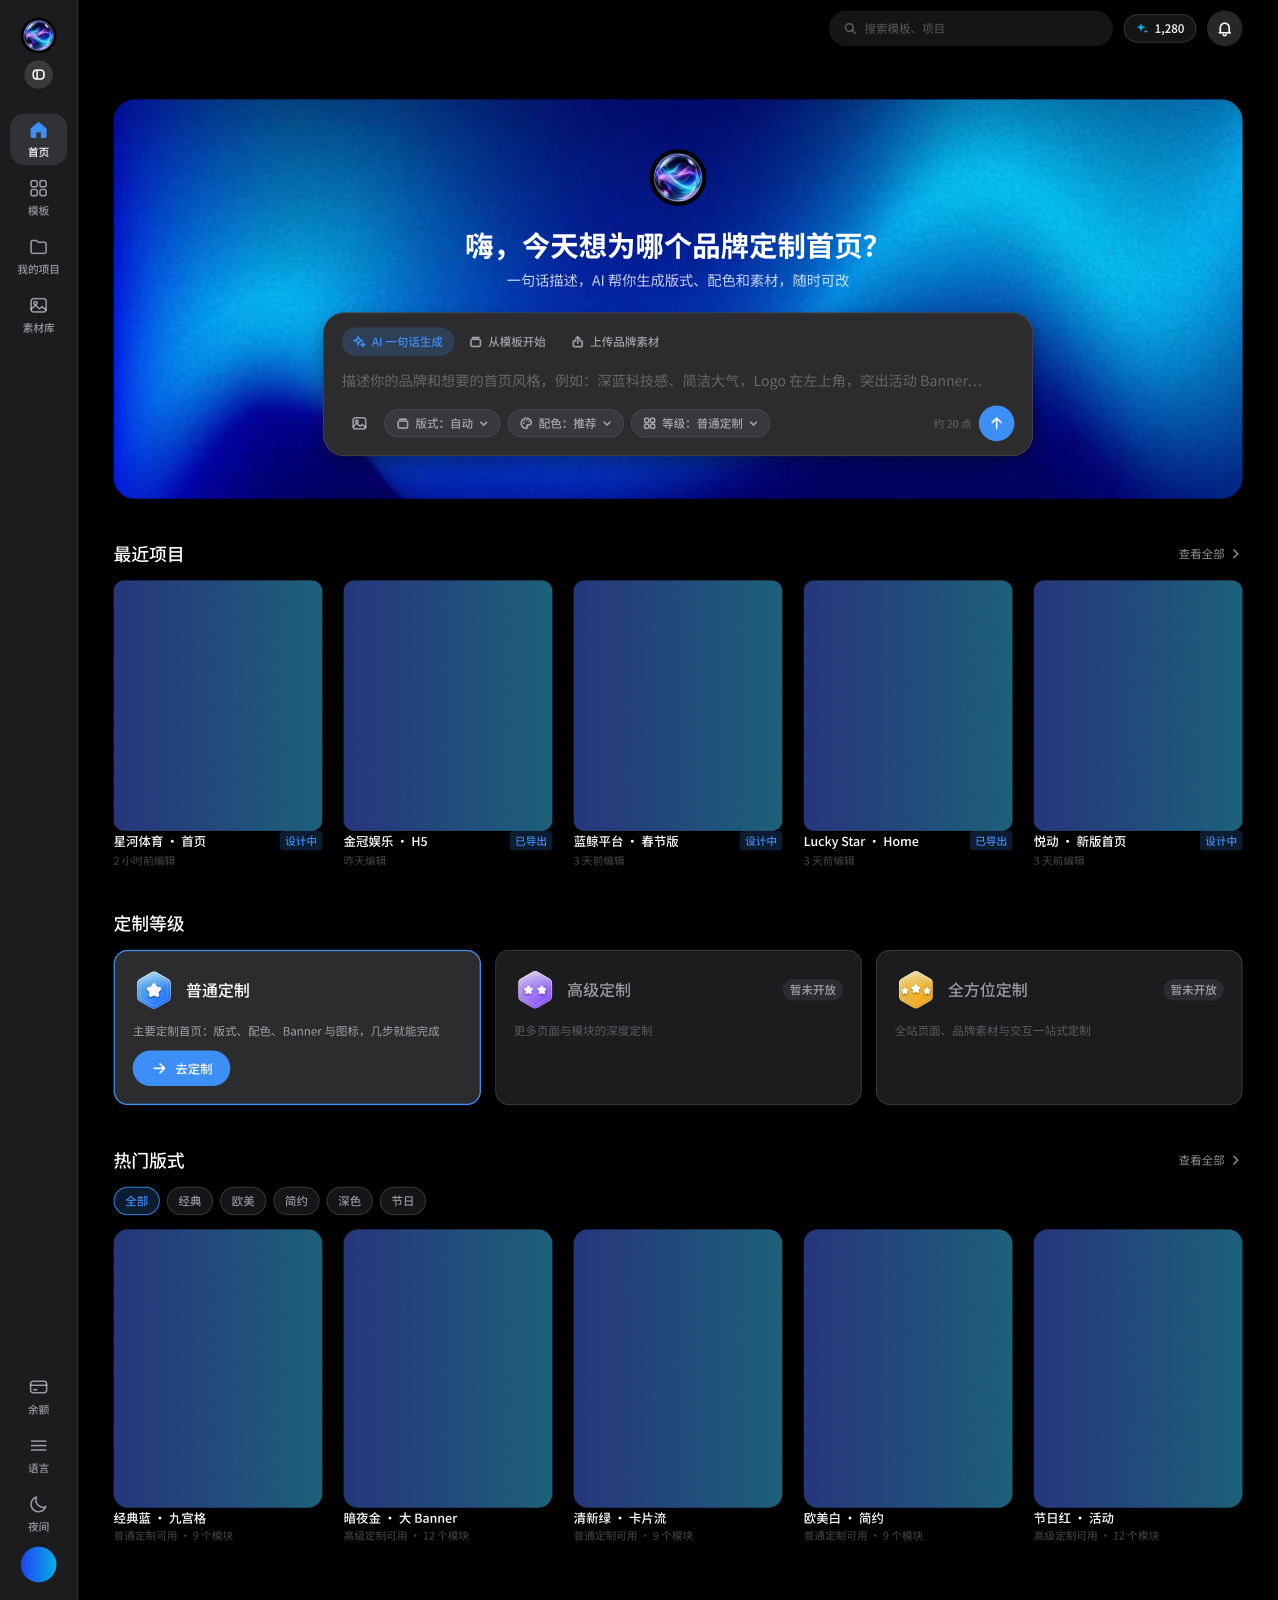 搜索模板、项目
1,280
首页
模板
我的项目
素材库
嗨，今天想为哪个品牌定制首页？
一句话描述，AI 帮你生成版式、配色和素材，随时可改
AI 一句话生成
从模板开始
上传品牌素材
描述你的品牌和想要的首页风格，例如：深蓝科技感、简洁大气，Logo 在左上角，突出活动 Banner…
版式：自动
配色：推荐
等级：普通定制
约 20 点
最近项目
查看全部
星河体育 · 首页
设计中
2 小时前编辑
金冠娱乐 · H5
已导出
昨天编辑
蓝鲸平台 · 春节版
设计中
3 天前编辑
Lucky Star · Home
已导出
3 天前编辑
悦动 · 新版首页
设计中
3 天前编辑
定制等级
普通定制
主要定制首页：版式、配色、Banner 与图标，几步就能完成
去定制
高级定制
暂未开放
更多页面与模块的深度定制
全方位定制
暂未开放
全站页面、品牌素材与交互一站式定制
热门版式
查看全部
全部
经典
欧美
简约
深色
节日
经典蓝 · 九宫格
普通定制可用 · 9 个模块
暗夜金 · 大 Banner
高级定制可用 · 12 个模块
清新绿 · 卡片流
普通定制可用 · 9 个模块
欧美白 · 简约
普通定制可用 · 9 个模块
节日红 · 活动
高级定制可用 · 12 个模块
余额
语言
夜间